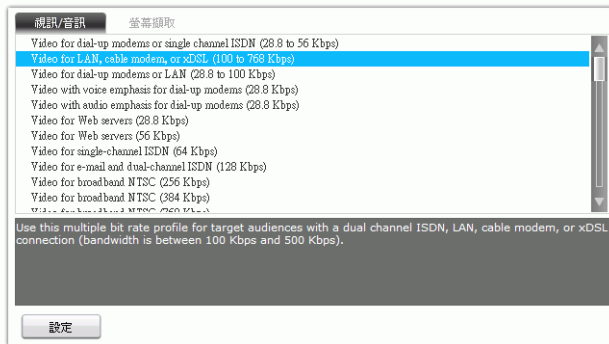 視訊/音訊 螢幕擷取
Video for dial-up modems or single channel ISDN (28.8 to 56 Kbps)
Video for LAN, cable modem, or xDSL (100 to 768 Kbps)
Video for dial-up modems or LAN (28.8 to 100 Kbps)
Video with voice emphasis for dial-up modems (28.8 Kbps)
Video with audio emphasis for dial-up modems (28.8 Kbps)
Video for Web servers (28.8 Kbps)
Video for Web servers (56 Kbps)
Video for single-channel ISDN (64 Kbps)
Video for e-mail and dual-channel ISDN (128 Kbps)
Video for broadband NTSC (256 Kbps)
Video for broadband NTSC (384 Kbps)
Video for broadband NTSC (768 Kbps)
Use this multiple bit rate profile for target audiences with a dual channel ISDN, LAN, cable modem, or xDSL
connection (bandwidth is between 100 Kbps and 500 Kbps).
設定